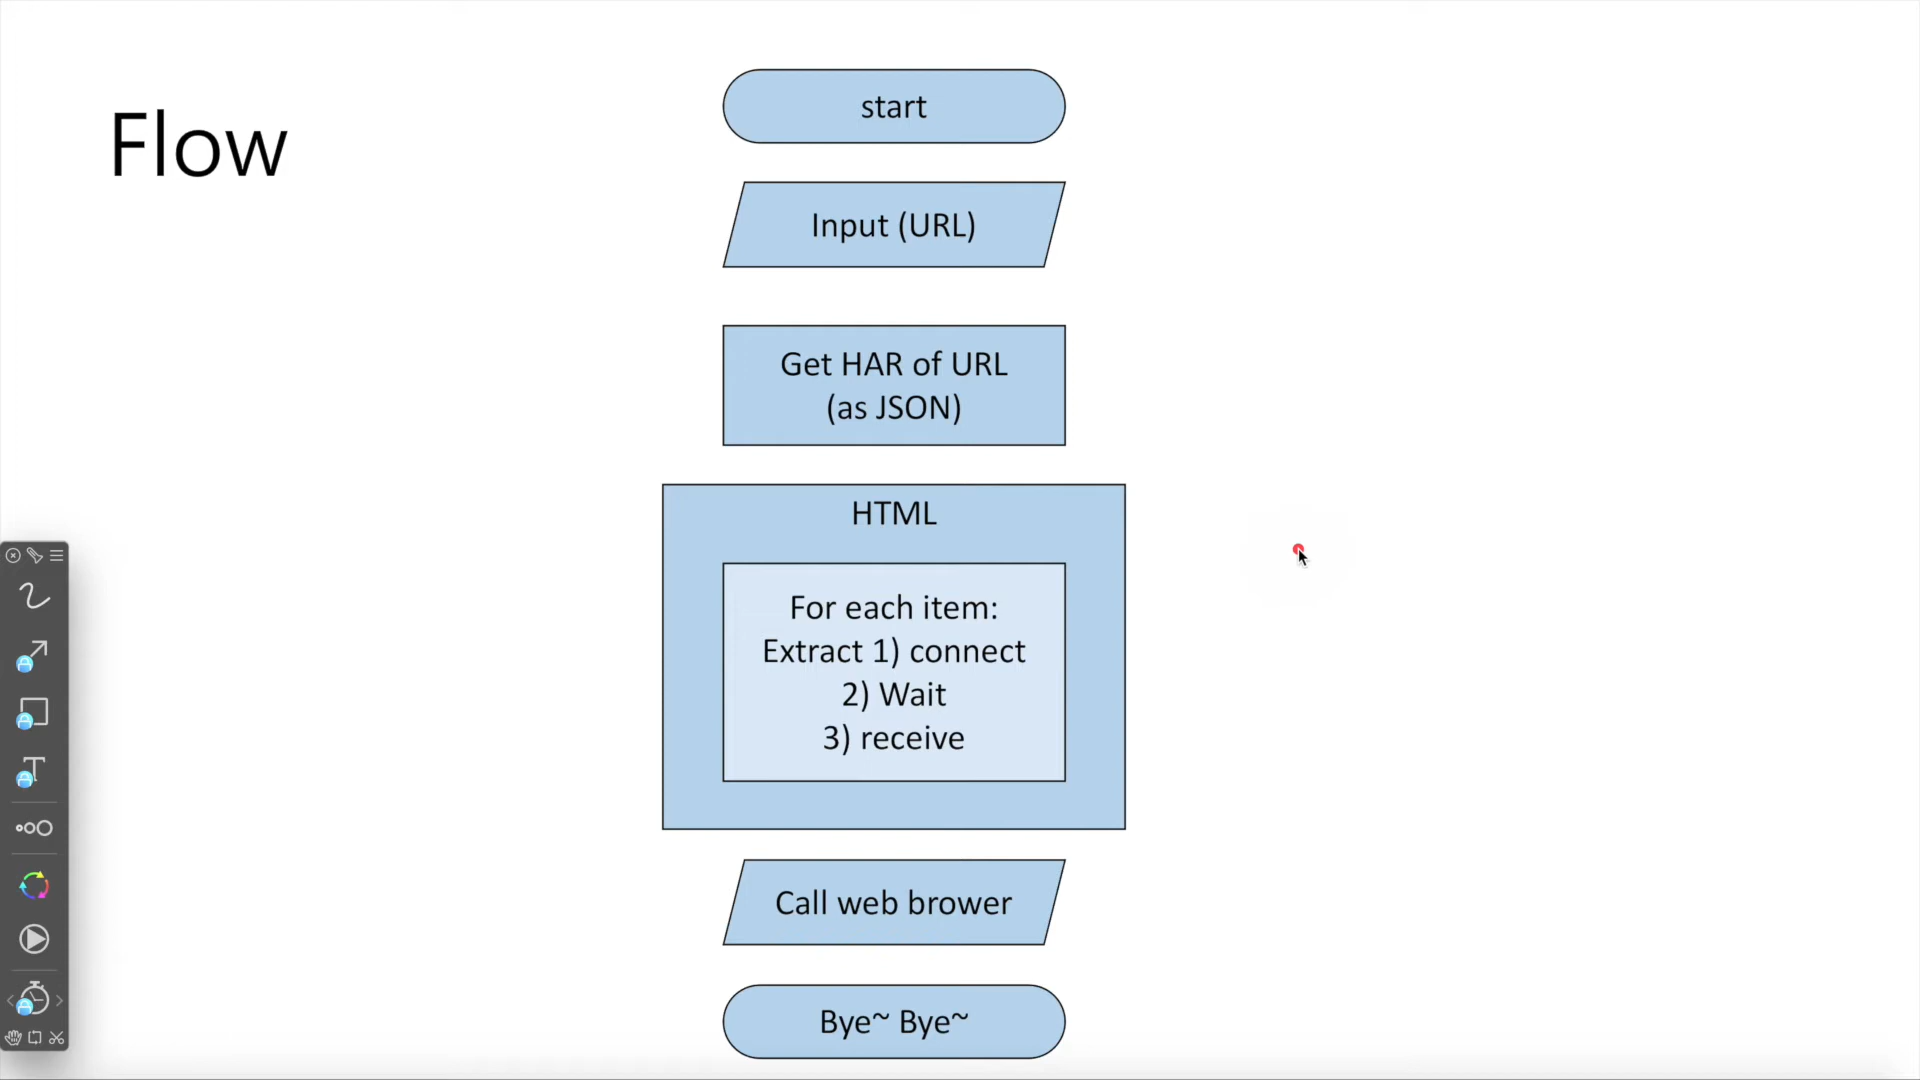 Flow
start
Input (URL)
Get HAR of URL
(as JSON)
HTML
For each item:
Extract 1) connect
2) Wait
3) receive
Call web brower
Bye~ Bye~